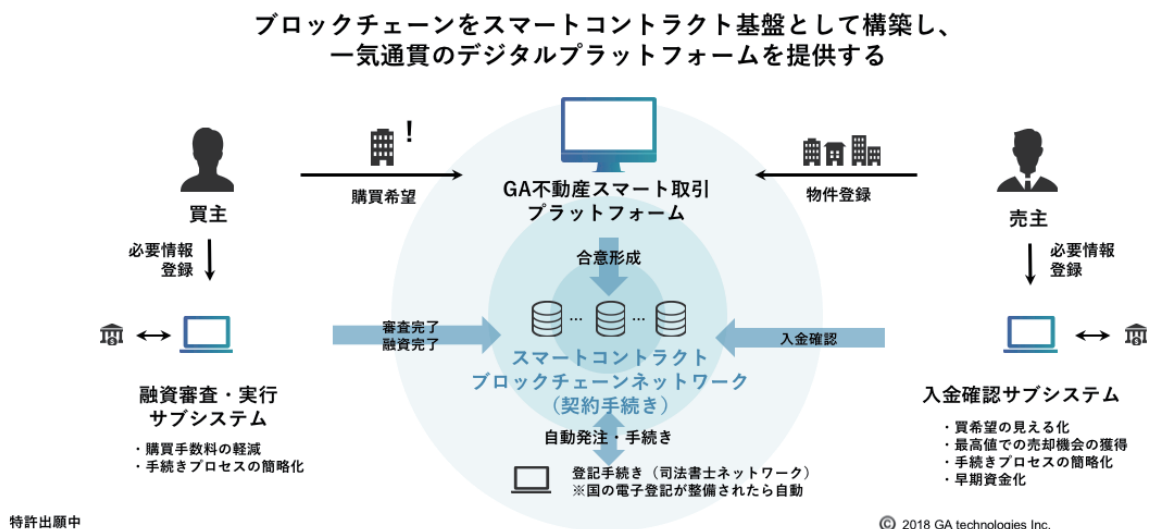 ブロックチェーンをスマートコントラクト基盤として構築し、
一気通貫のデジタルプラットフォームを提供する
買主
!
購買希望
GA不動産スマート取引
プラットフォーム
物件登録
売主
必要情報
登録
合意形成
必要情報
登録
... ...
審査完了
融資完了
入金確認
スマートコントラクト
ブロックチェーンネットワーク
（契約手続き）
融資審査・実行
サブシステム
・購買手数料の軽減
・手続きプロセスの簡略化
入金確認サブシステム
・買希望の見える化
・最高値での売却機会の獲得
・手続きプロセスの簡略化
・早期資金化
自動発注・手続き
登記手続き（司法書士ネットワーク）
※国の電子登記が整備されたら自動
特許出願中
© 2018 GA technologies Inc.